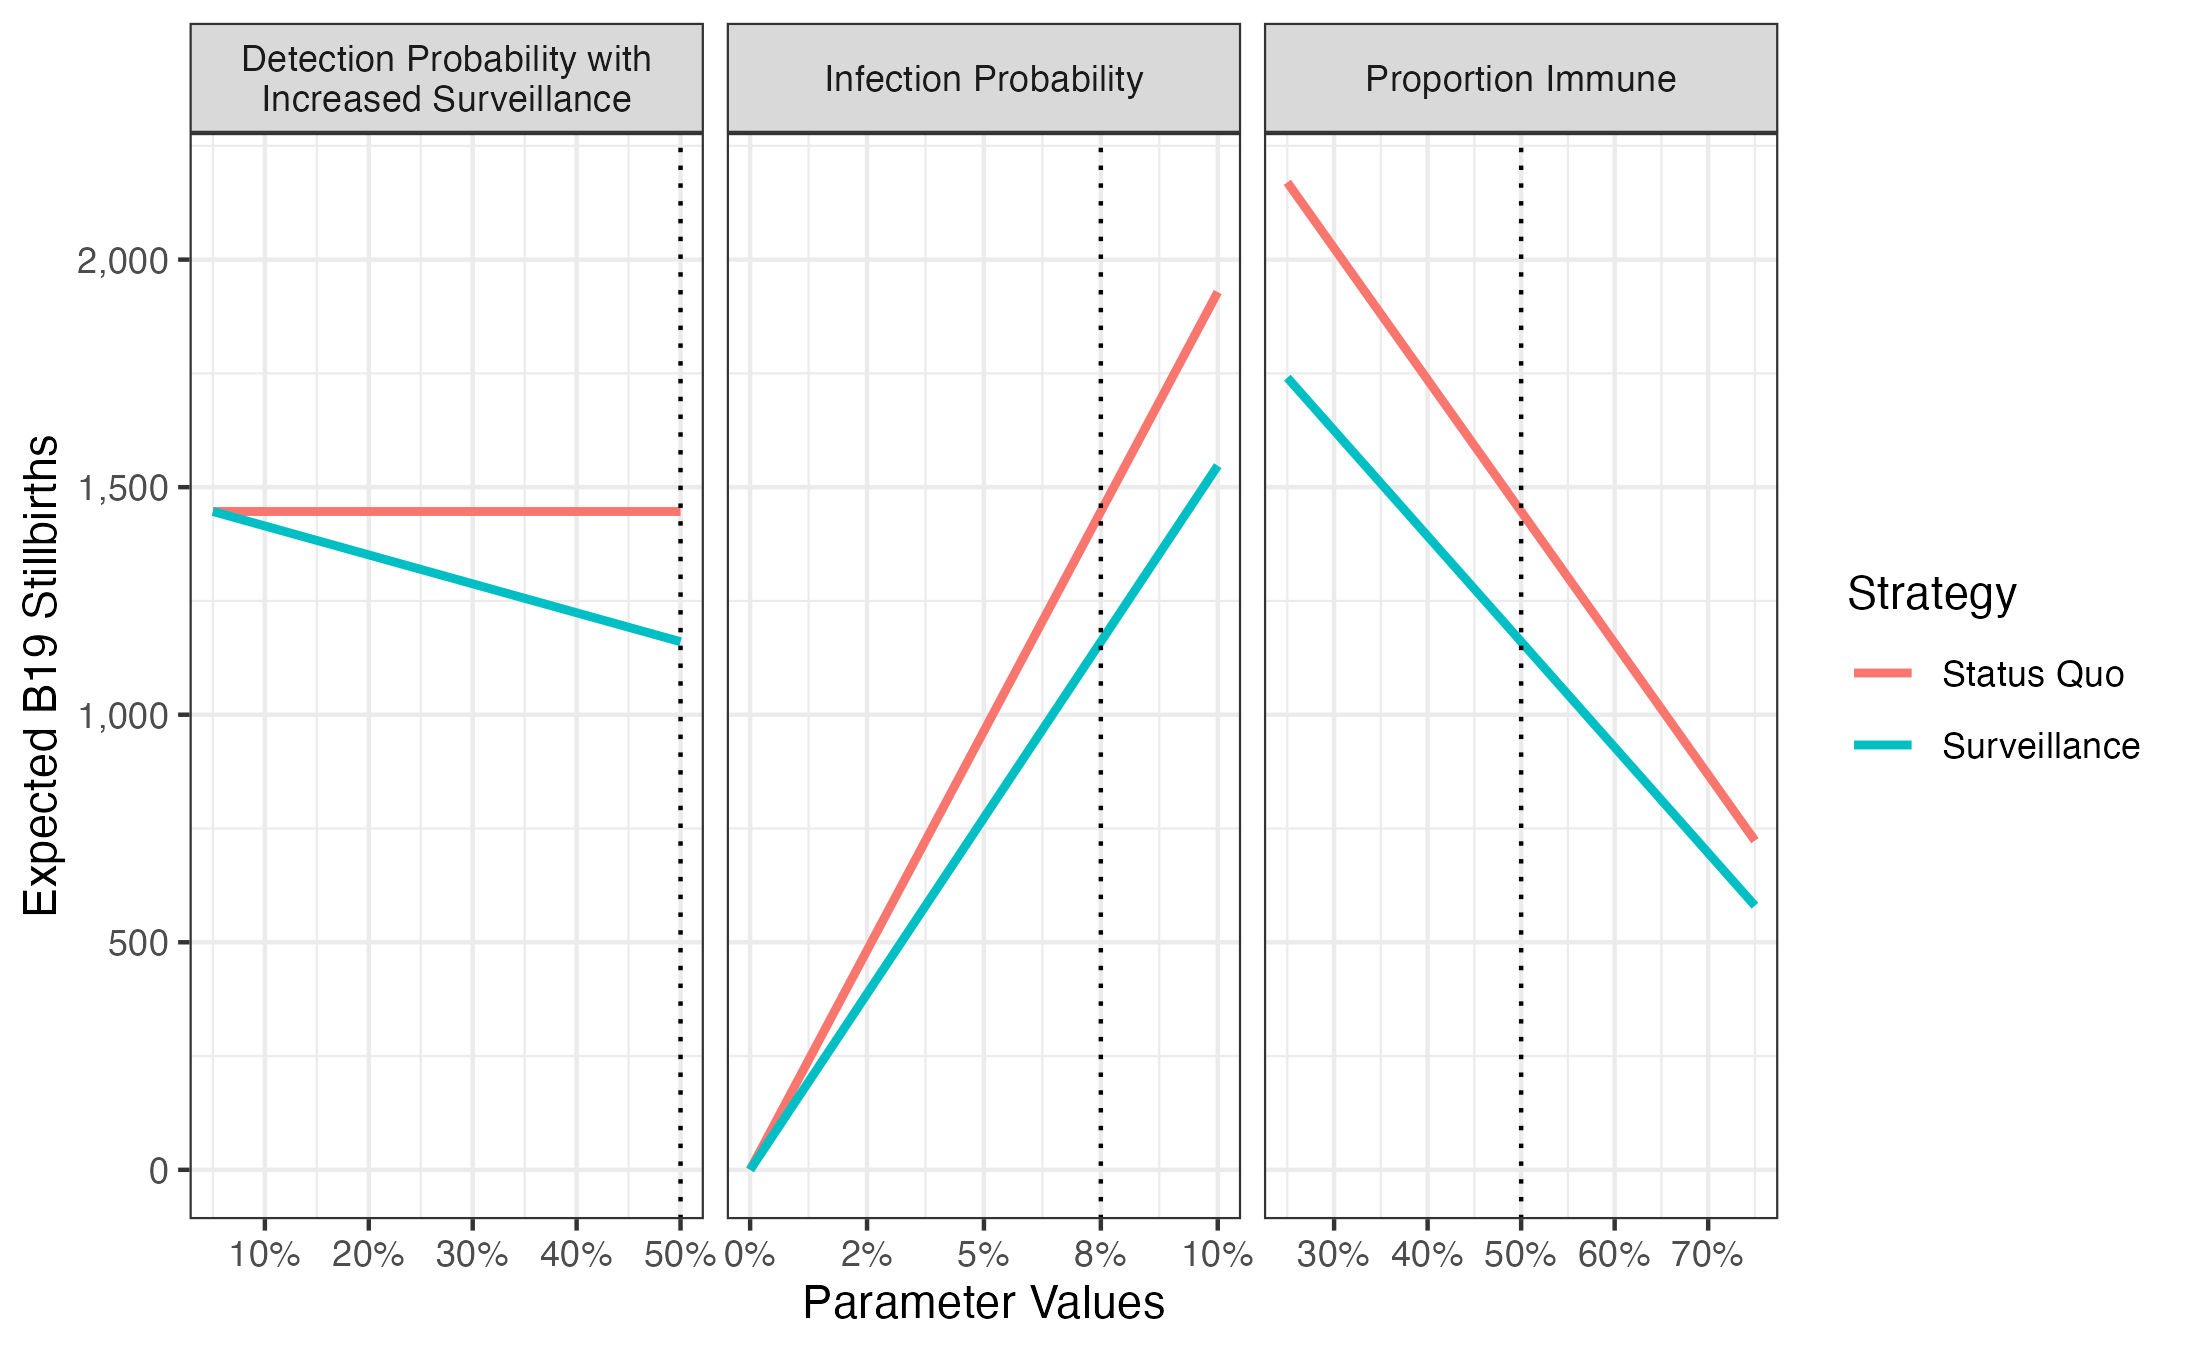 Detection Probability with
Increased Surveillance
Infection Probability
Proportion Immune
Expected B19 Stillbirths
2,000
1,500
1,000
500
0
10% 20% 30% 40% 50%
0% 2% 5% 8% 10%
30% 40% 50% 60% 70%
Parameter Values
Strategy
Status Quo
Surveillance